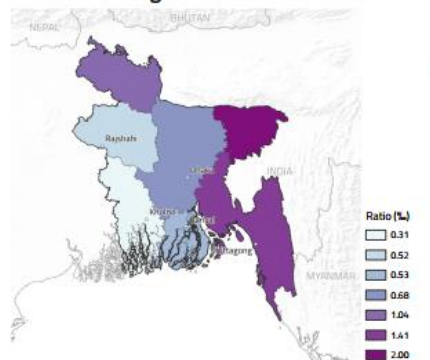 NEPAL
BHUTAN
Rajshahi
INDIA
Khulna
MYANMAR
Ratio (‰)
0.31
0.52
0.53
0.68
1.04
1.41
2.00